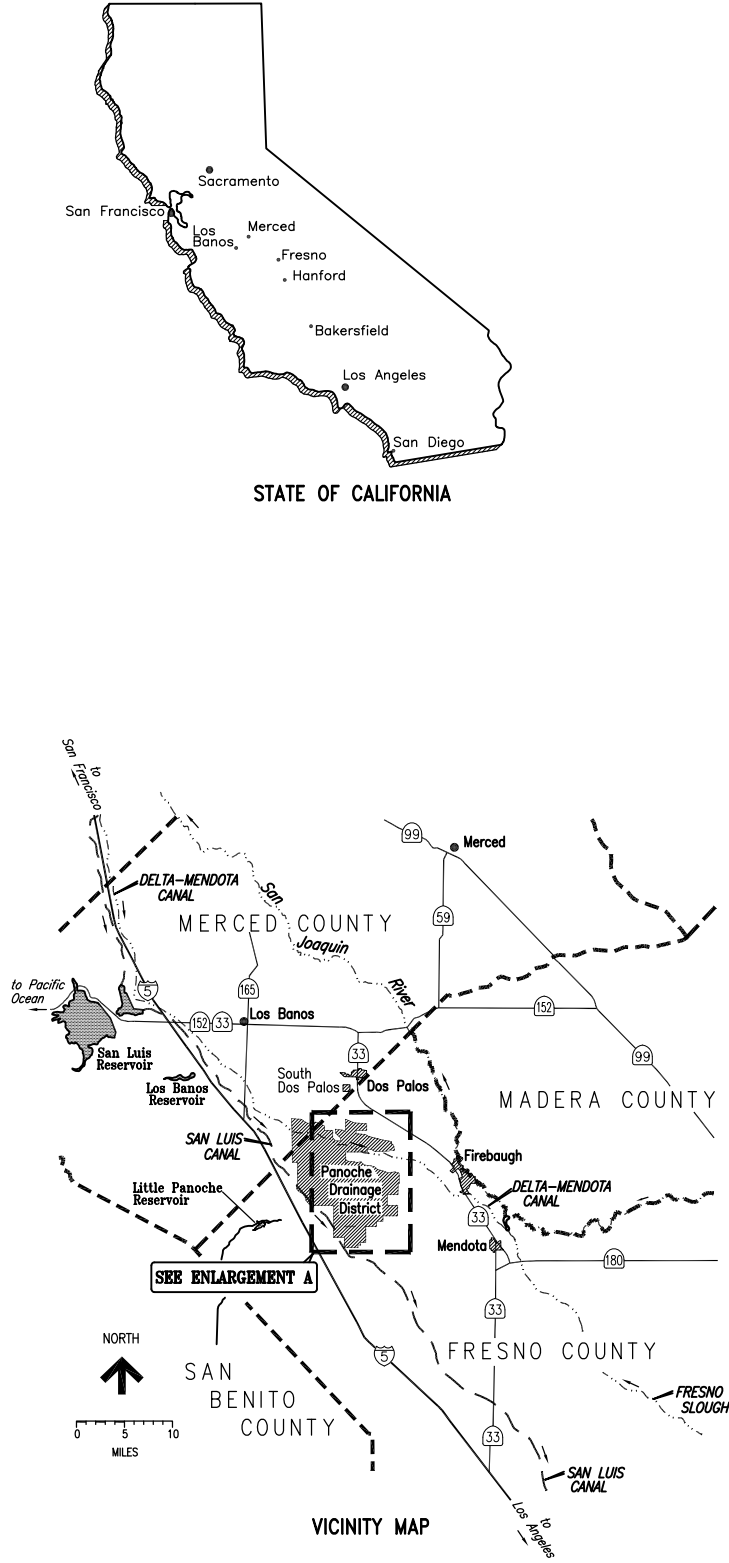 Sacramento
San Francisco
Los
Banos
Merced
Fresno
Hanford
Bakersfield
Los Angeles
San Diego
STATE OF CALIFORNIA
to
San Francisco
99
Merced
DELTA-MENDOTA
CANAL
San
Joaquin
River
MERCED COUNTY
59
to Pacific
Ocean
5
165
152
33
Los Banos
152
San Luis
Reservoir
33
99
South
Dos Palos
Dos Palos
Los Banos
Reservoir
MADERA COUNTY
SAN LUIS
CANAL
Firebaugh
Panoche
Drainage
District
Little Panoche
Reservoir
DELTA-MENDOTA
CANAL
33
Mendota
180
SEE ENLARGEMENT A
33
NORTH
5
FRESNO COUNTY
SAN
BENITO
COUNTY
FRESNO
SLOUGH
0 5 10
MILES
33
SAN LUIS
CANAL
to
Los Angeles
VICINITY MAP